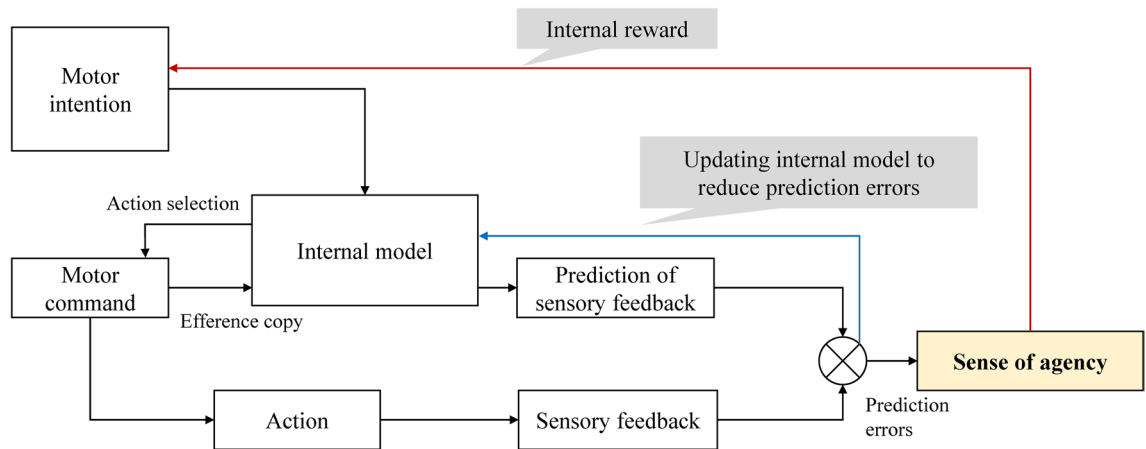 Internal reward
Motor
intention
Updating internal model to
reduce prediction errors
Action selection
Internal model
Motor
command
Prediction of
sensory feedback
Efference copy
Sense of agency
Prediction
errors
Action
Sensory feedback